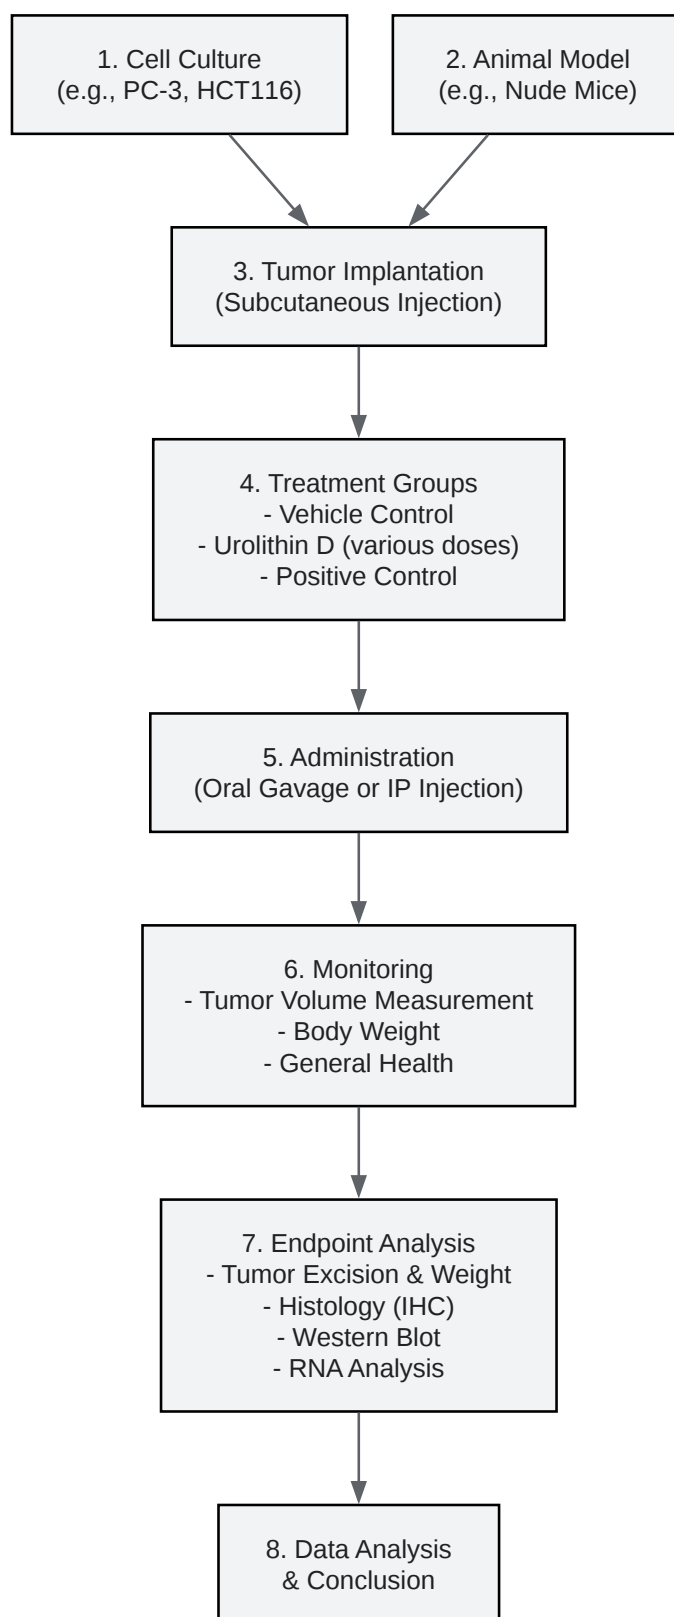 1. Cell Culture
(e.g., PC-3, HCT116)
2. Animal Model
(e.g., Nude Mice)
3. Tumor Implantation
(Subcutaneous Injection)
4. Treatment Groups
- Vehicle Control
- Urolithin D (various doses)
- Positive Control
5. Administration
(Oral Gavage or IP Injection)
6. Monitoring
- Tumor Volume Measurement
- Body Weight
- General Health
7. Endpoint Analysis
- Tumor Excision & Weight
- Histology (IHC)
- Western Blot
- RNA Analysis
8. Data Analysis
& Conclusion